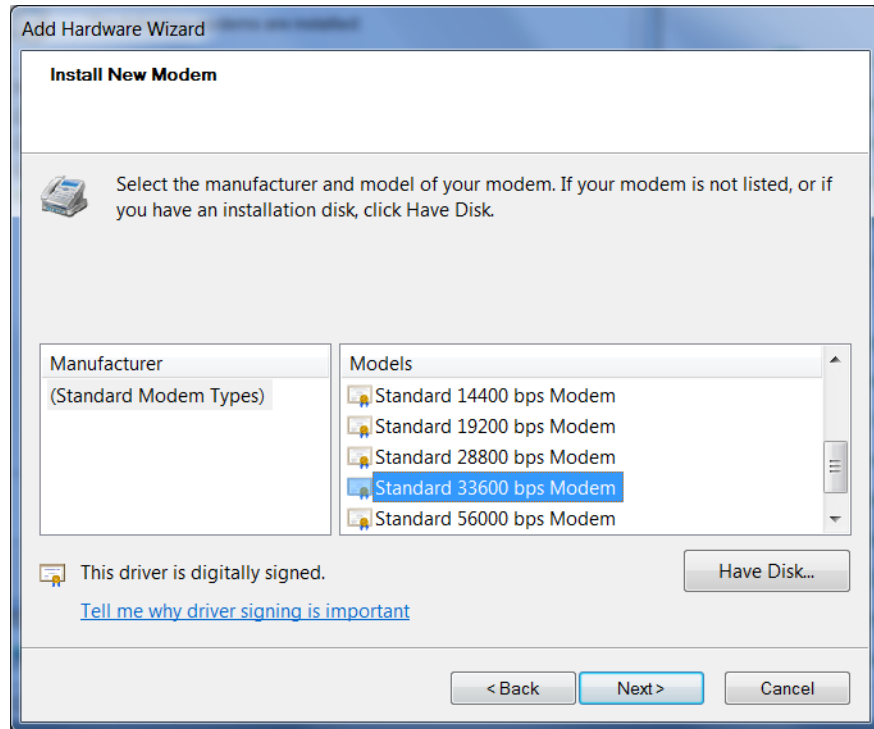 Add Hardware Wizard
Install New Modem
Select the manufacturer and model of your modem. If your modem is not listed, or if
you have an installation disk, click Have Disk.
Manufacturer
(Standard Modem Types)
Models
Standard 14400 bps Modem
Standard 19200 bps Modem
Standard 28800 bps Modem
Standard 33600 bps Modem
Standard 56000 bps Modem
This driver is digitally signed.
Tell me why driver signing is important
Have Disk...
< Back
Next >
Cancel